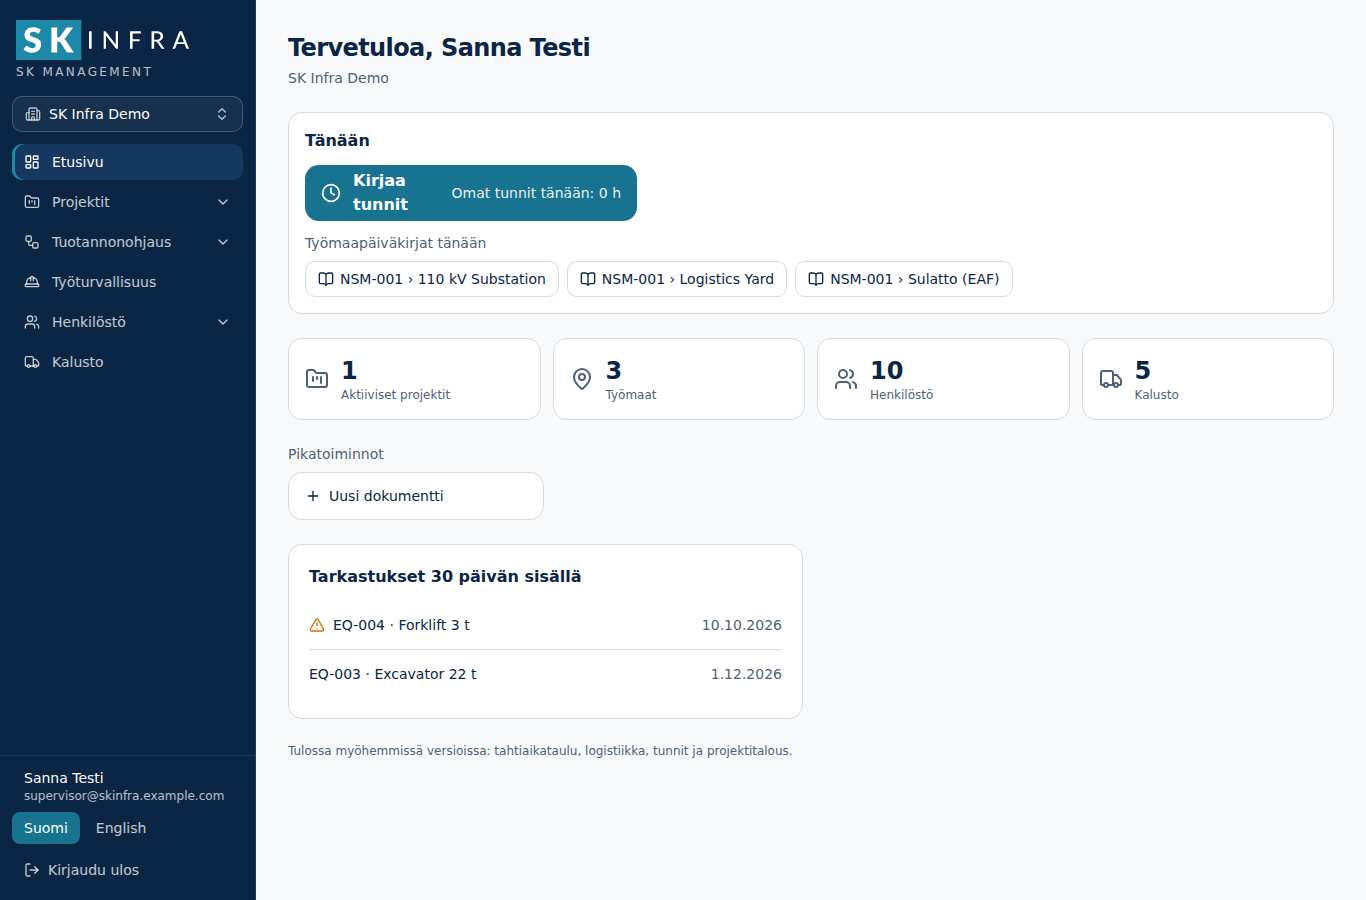 SK INFRA
SK MANAGEMENT
SK Infra Demo
Etusivu
Projektit
Tuotannonohjaus
Työturvallisuus
Henkilöstö
Kalusto
Sanna Testi
supervisor@skinfra.example.com
Suomi English
Kirjaudu ulos
Tervetuloa, Sanna Testi
SK Infra Demo
Tänään
Kirjaa
tunnit
Omat tunnit tänään: 0 h
Työmaapäiväkirjat tänään
NSM-001 › 110 kV Substation
NSM-001 › Logistics Yard
NSM-001 › Sulatto (EAF)
1
Aktiiviset projektit
3
Työmaat
10
Henkilöstö
5
Kalusto
Pikatoiminnot
Uusi dokumentti
Tarkastukset 30 päivän sisällä
EQ-004 · Forklift 3 t 10.10.2026
EQ-003 · Excavator 22 t 1.12.2026
Tulossa myöhemmissä versioissa: tahtiaikataulu, logistiikka, tunnit ja projektitalous.